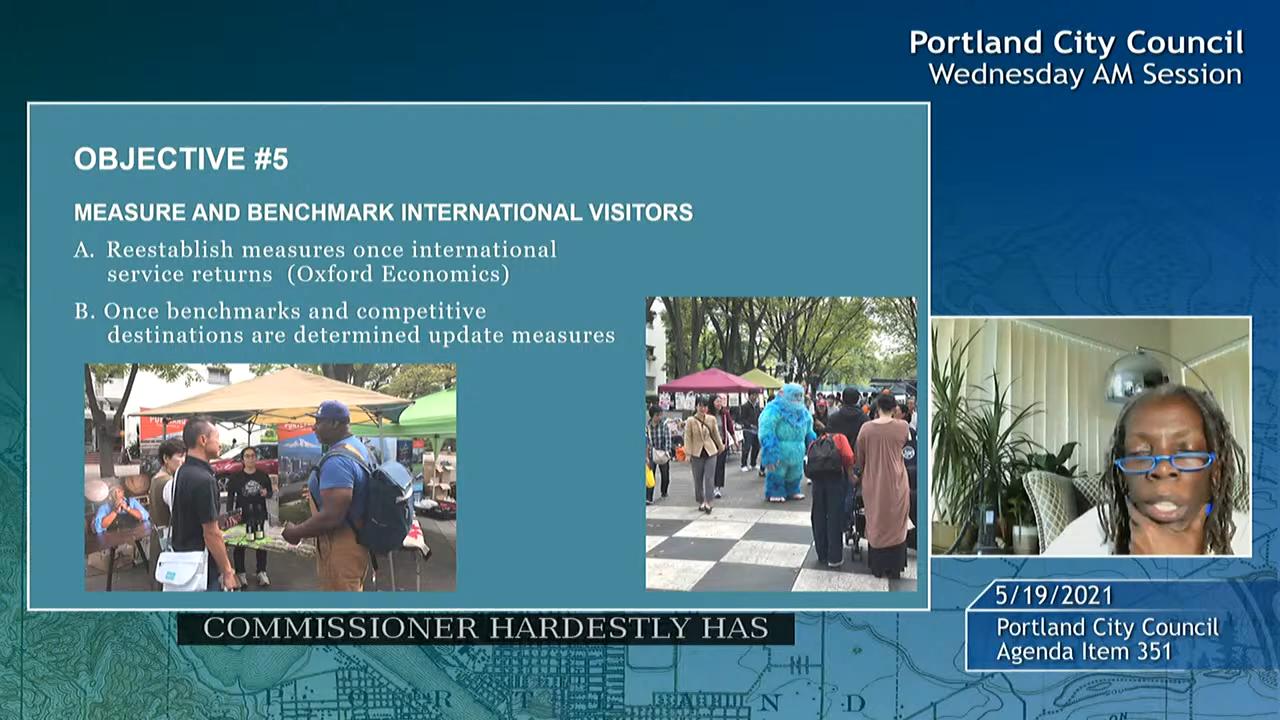 Portland City Council
Wednesday AM Session
OBJECTIVE #5
MEASURE AND BENCHMARK INTERNATIONAL VISITORS
A. Reestablish measures once international
service returns (Oxford Economics)
B. Once benchmarks and competitive
destinations are determined update measures
COMMISSIONER HARDESTLY HAS
5/19/2021
Portland City Council
Agenda Item 351
P O R T L A N D